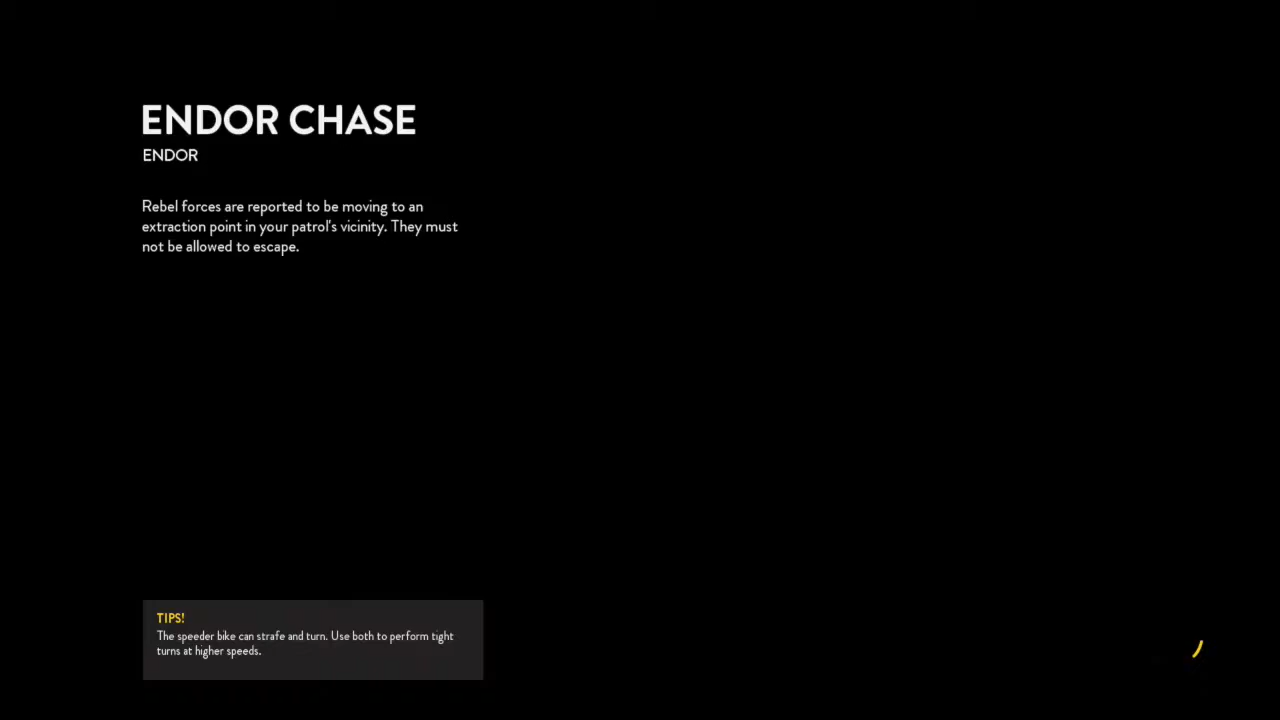 ENDOR CHASE
ENDOR
Rebel forces are reported to be moving to an
extraction point in your patrol's vicinity. They must
not be allowed to escape.
TIPS!
The speeder bike can strafe and turn. Use both to perform tight
turns at higher speeds.